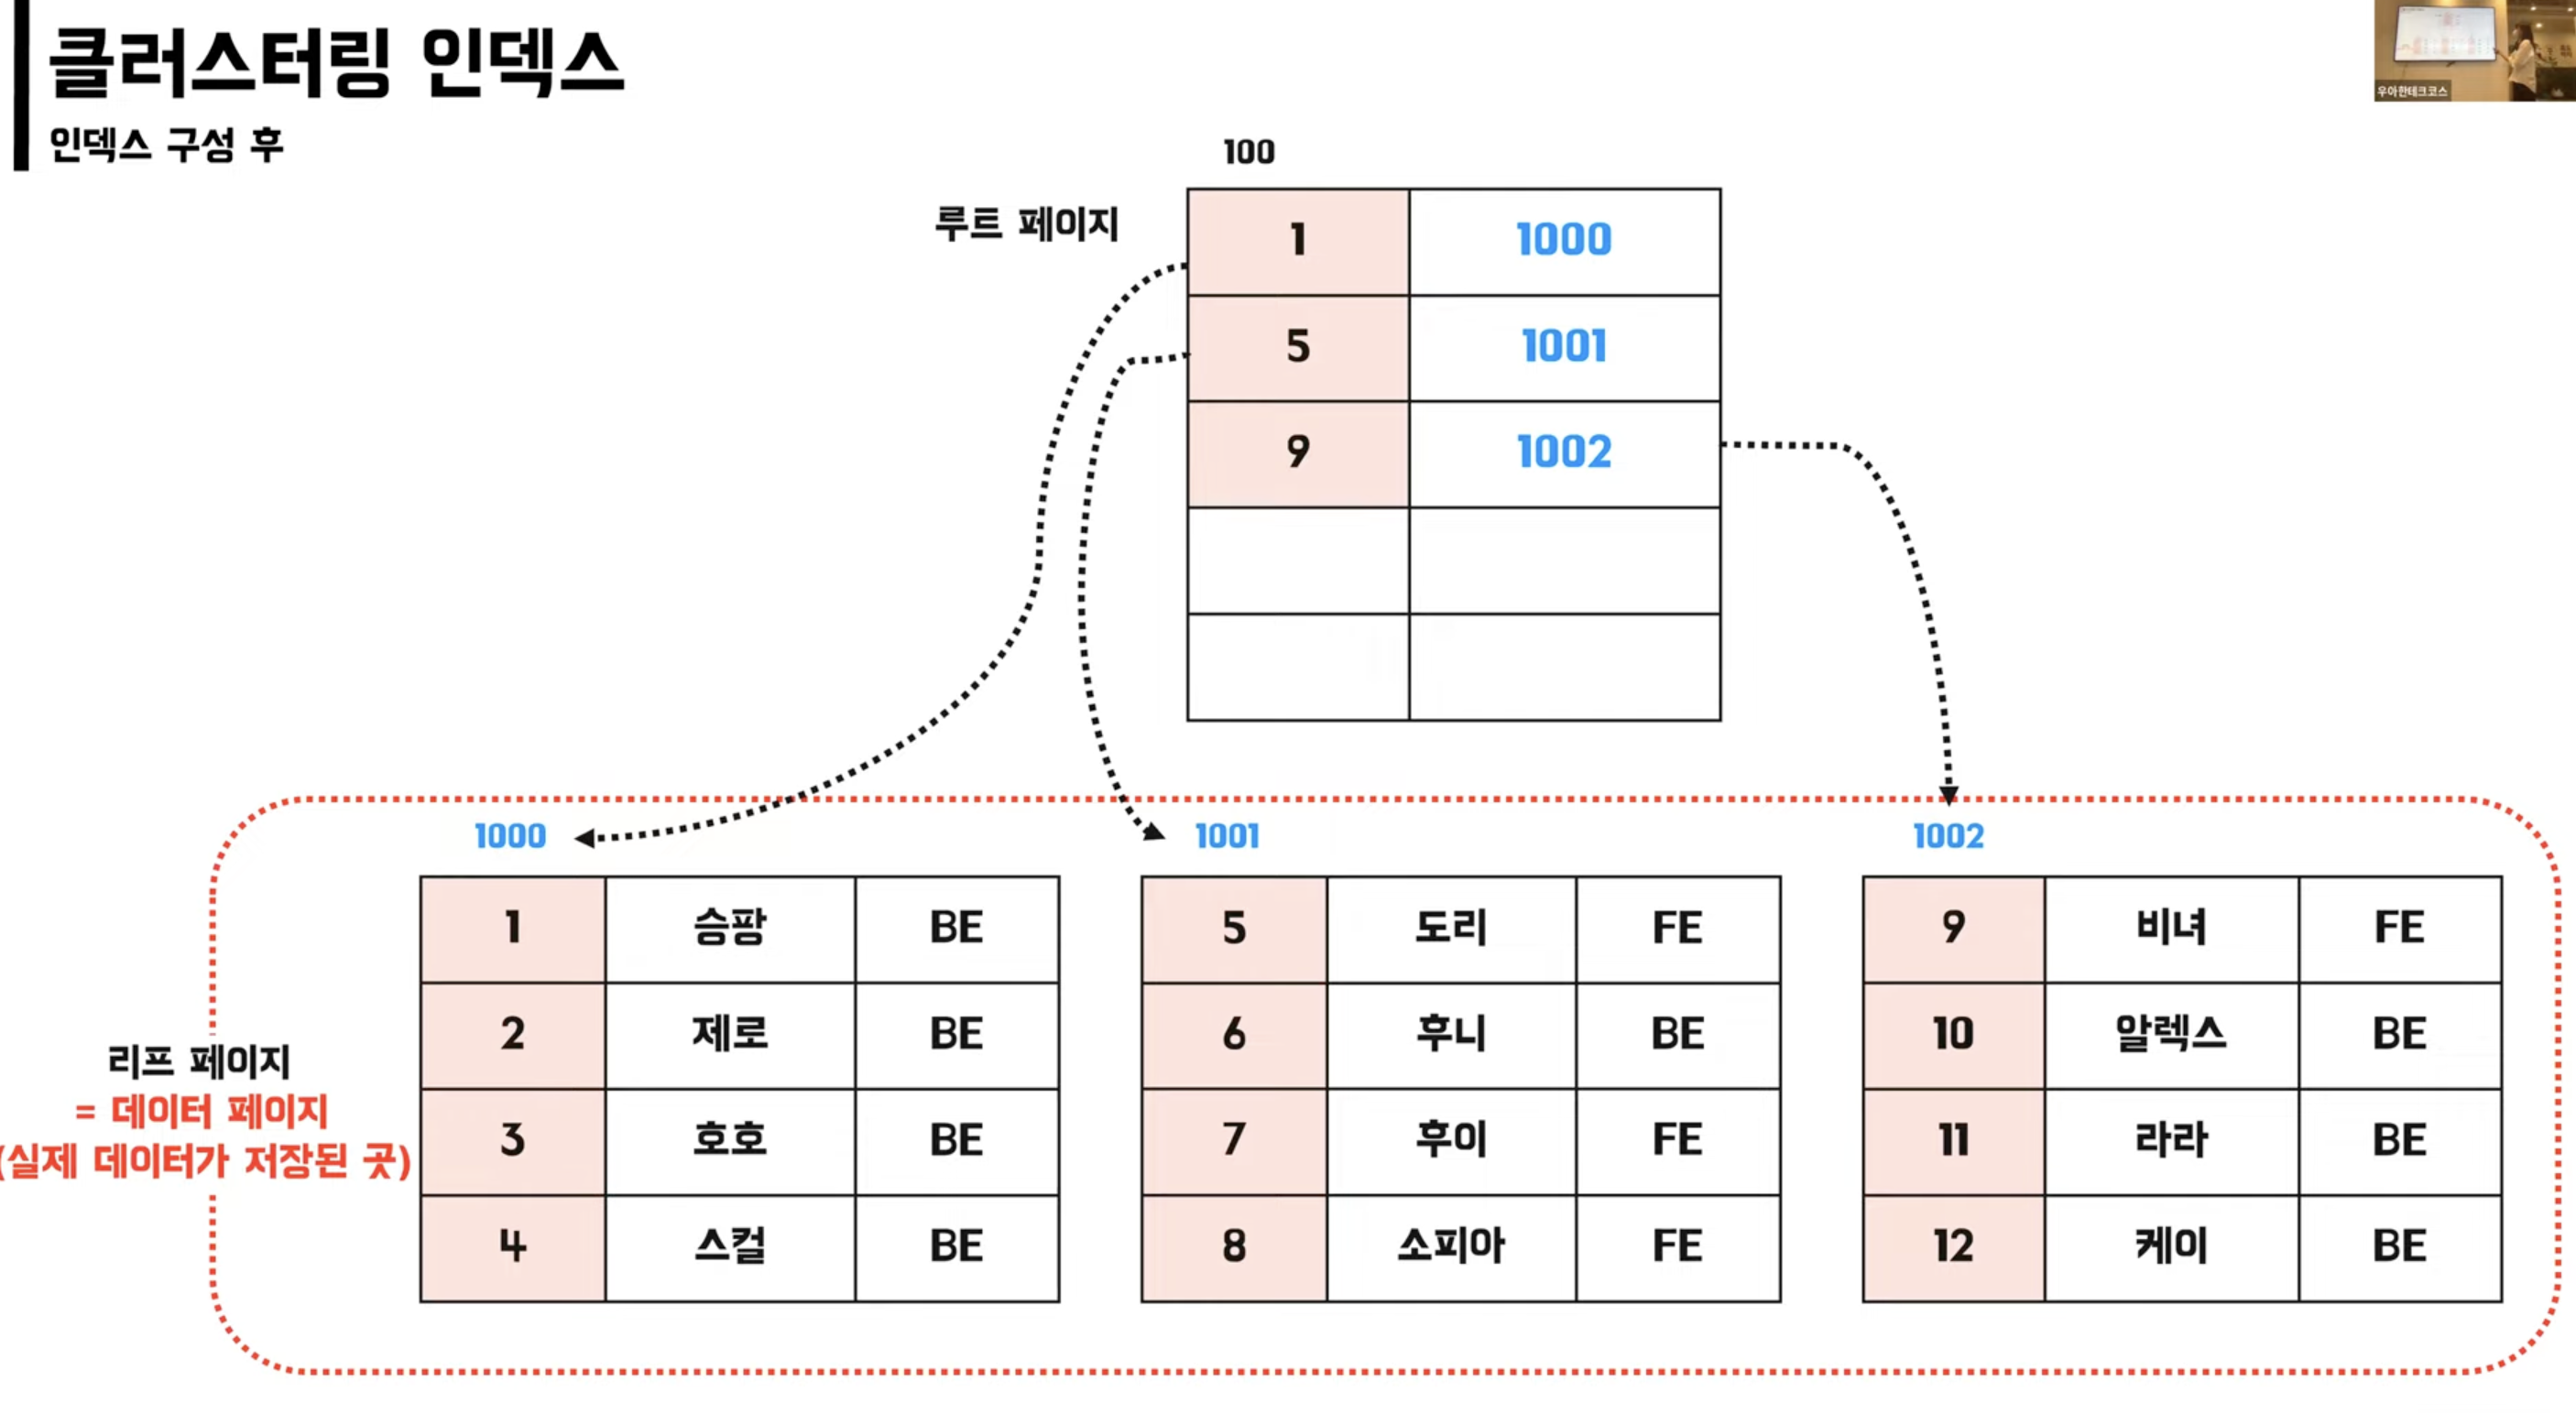 클러스터링 인덱스
인덱스 구성 후
우아한테크코스
100
루트 페이지
1 1000
5 1001
9 1002
1000 1001 1002
1 승팡 BE 5 도리 FE 9 비녀 FE
2 제로 BE 6 후니 BE 10 알렉스 BE
리프 페이지
= 데이터 페이지
(실제 데이터가 저장된 곳)
3 호호 BE 7 후이 FE 11 라라 BE
4 스컬 BE 8 소피아 FE 12 케이 BE